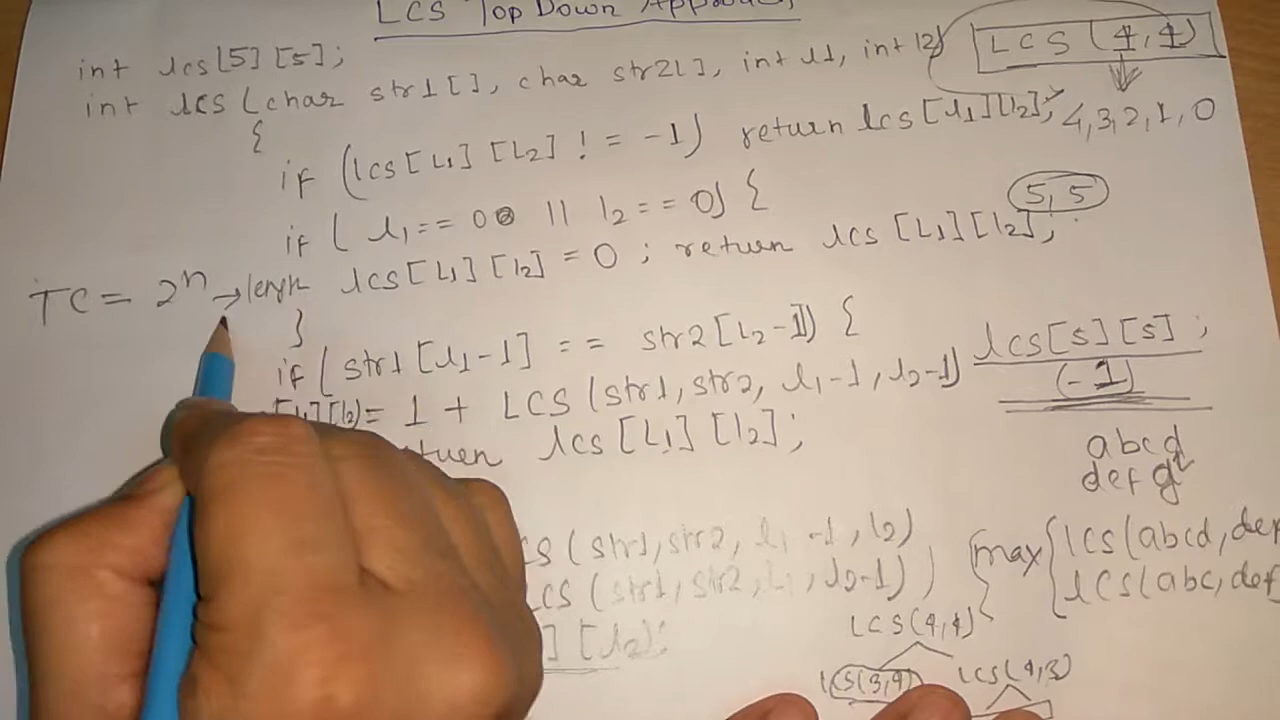 LCS Top Down Approach
int lcs[5][5];
int lcs (char str1[], char str2[], int l1, int l2)
LCS (4,4)
{
4,3,2,1,0
if (lcs[L1][L2] != -1) return lcs[l1][l2];
if ( l1 == 0 || l2 == 0) {
5,5
TC = 2^n → length
lcs[L1][l2] = 0 ; return lcs [L1][l2];
}
if (str1[l1-1] == str2[l2-1]) {
lcs[5][5];
(-1)
[l2] = 1 + LCS (str1, str2, l1-1, l2-1)
lcs[L1][l2];
abcd
defg
(str1, str2, l1-1, l2)
(str1, str2, L1, l2-1)
max { lcs(abcd, def
lcs(abc, def
][l2];
LCS(4,4)
LCS(3,4) LCS(4,3)